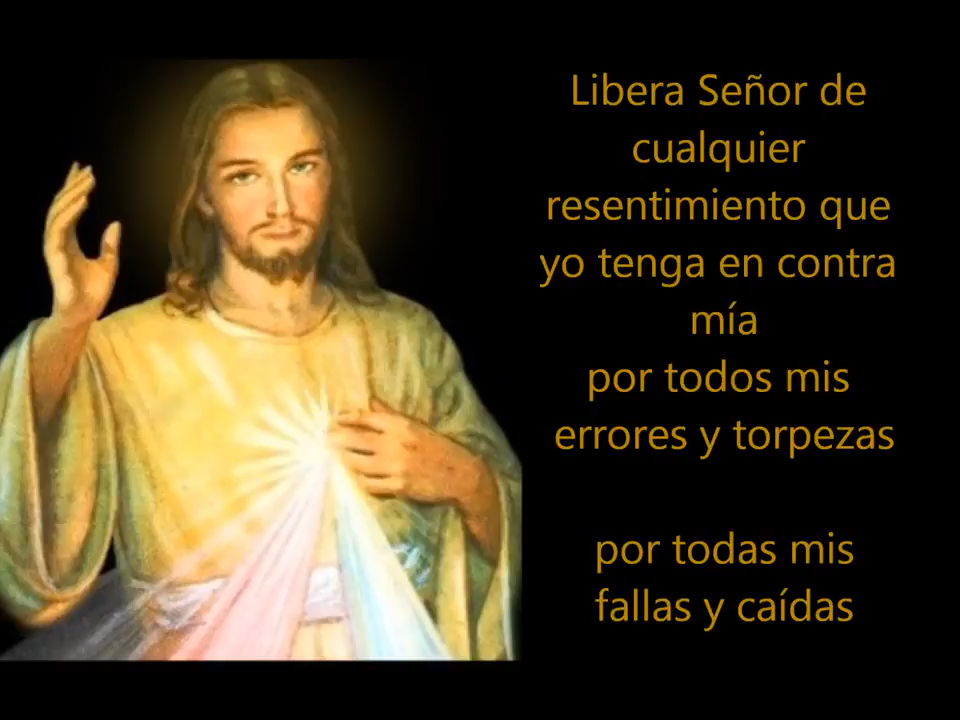 Libera Señor de
cualquier
resentimiento que
yo tenga en contra
mía
por todos mis
errores y torpezas
por todas mis
fallas y caídas